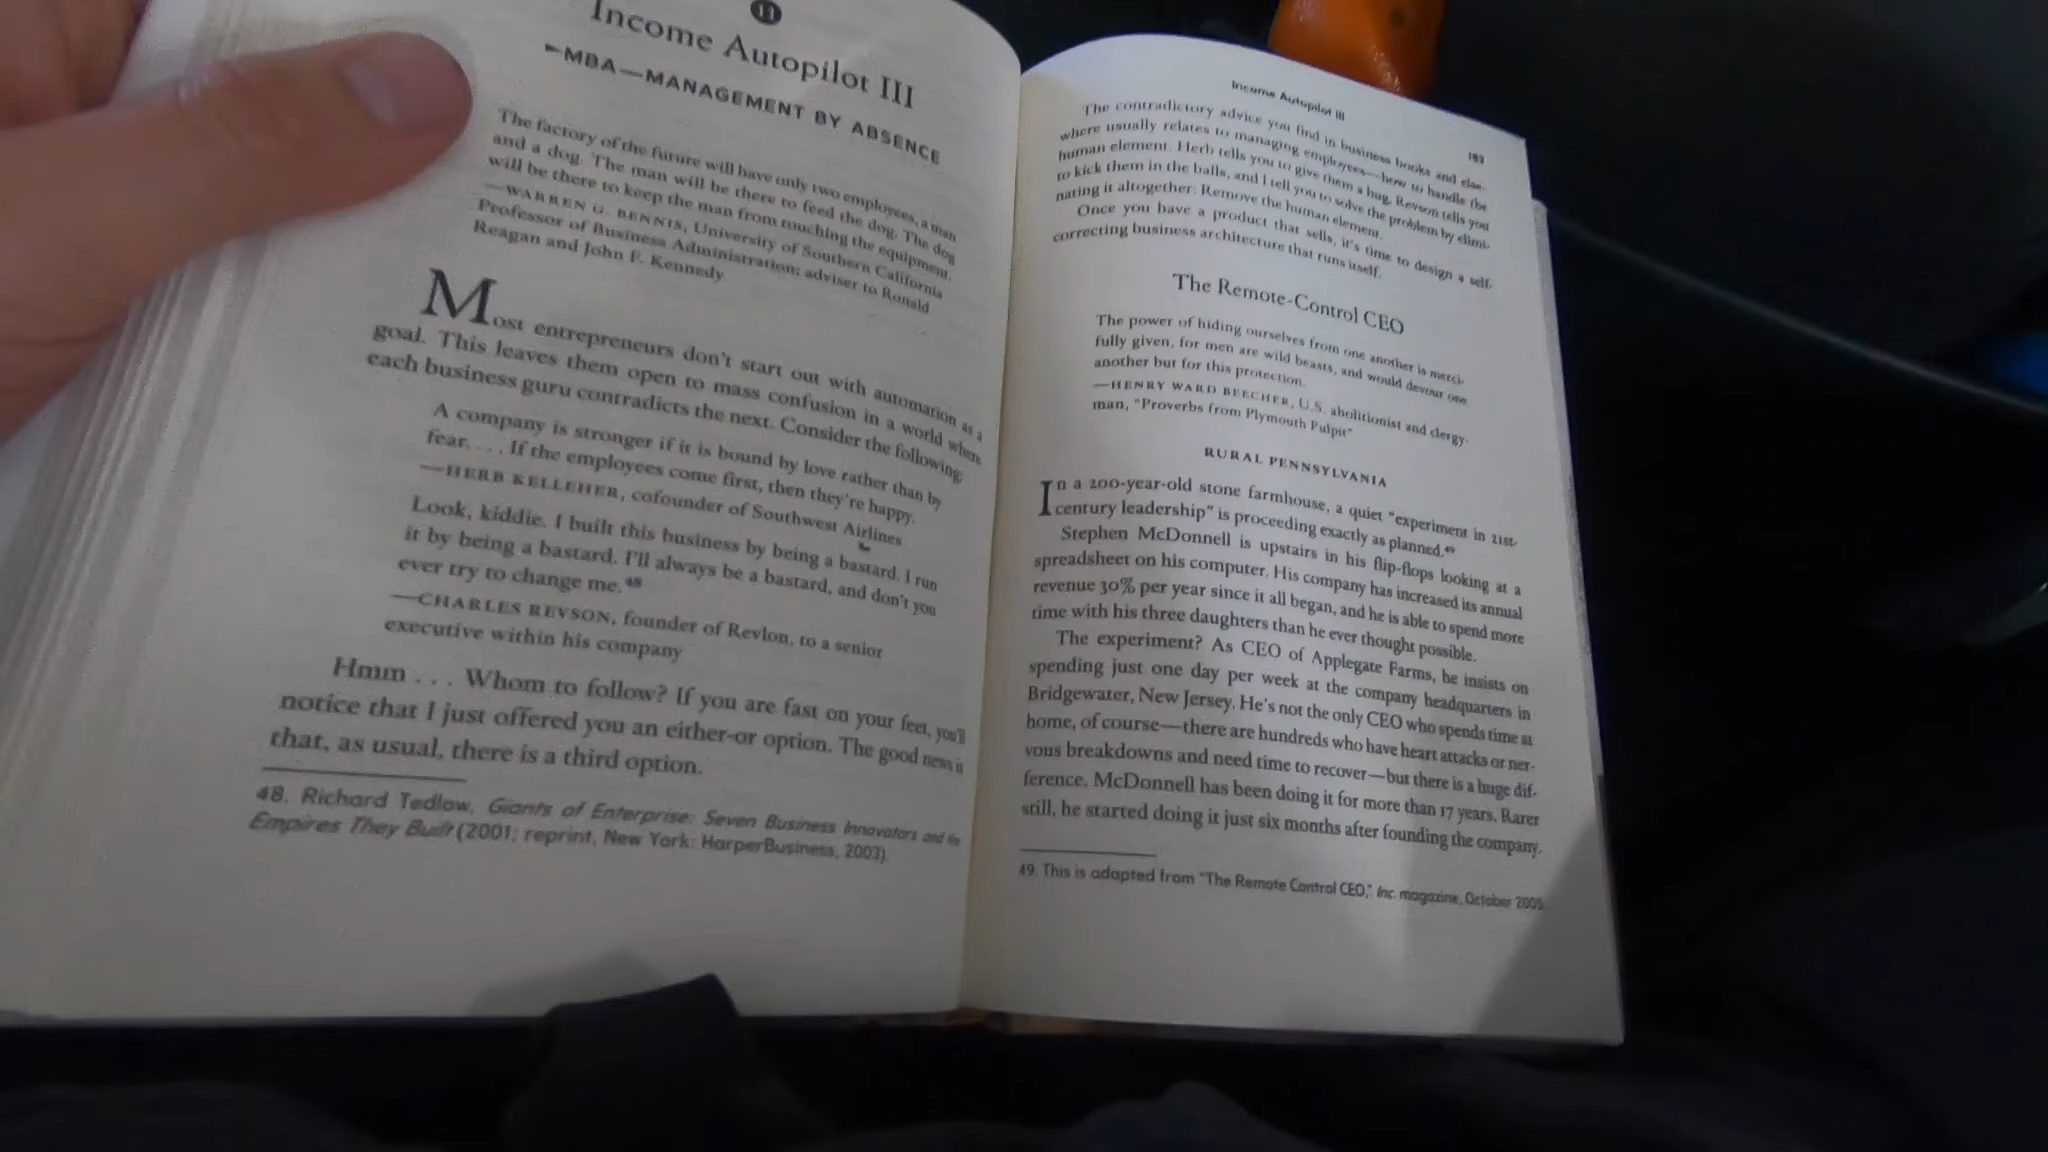 11
Income Autopilot III
►MBA—MANAGEMENT BY ABSENCE
The factory of the future will have only two employees, a man
and a dog. The man will be there to feed the dog. The dog
will be there to keep the man from touching the equipment.
—WARREN G. BENNIS, University of Southern California
Professor of Business Administration; adviser to Ronald
Reagan and John F. Kennedy
Most entrepreneurs don't start out with automation as a
goal. This leaves them open to mass confusion in a world where
each business guru contradicts the next. Consider the following:
A company is stronger if it is bound by love rather than by
fear. . . . If the employees come first, then they're happy.
—HERB KELLEHER, cofounder of Southwest Airlines
Look, kiddie. I built this business by being a bastard. I run
it by being a bastard. I'll always be a bastard, and don't you
ever try to change me.48
—CHARLES REVSON, founder of Revlon, to a senior
executive within his company
Hmm . . . Whom to follow? If you are fast on your feet, you'll
notice that I just offered you an either-or option. The good news is
that, as usual, there is a third option.
48. Richard Tedlow, Giants of Enterprise: Seven Business Innovators and the
Empires They Built (2001; reprint, New York: HarperBusiness, 2003).
Income Autopilot III
183
The contradictory advice you find in business books and else-
where usually relates to managing employees—how to handle the
human element. Herb tells you to give them a hug, Revson tells you
to kick them in the balls, and I tell you to solve the problem by elimi-
nating it altogether: Remove the human element.
Once you have a product that sells, it's time to design a self-
correcting business architecture that runs itself.
The Remote-Control CEO
The power of hiding ourselves from one another is merci-
fully given, for men are wild beasts, and would devour one
another but for this protection.
—HENRY WARD BEECHER, U.S. abolitionist and clergy-
man, "Proverbs from Plymouth Pulpit"
RURAL PENNSYLVANIA
In a 200-year-old stone farmhouse, a quiet "experiment in 21st-
century leadership" is proceeding exactly as planned.49
Stephen McDonnell is upstairs in his flip-flops looking at a
spreadsheet on his computer. His company has increased its annual
revenue 30% per year since it all began, and he is able to spend more
time with his three daughters than he ever thought possible.
The experiment? As CEO of Applegate Farms, he insists on
spending just one day per week at the company headquarters in
Bridgewater, New Jersey. He's not the only CEO who spends time at
home, of course—there are hundreds who have heart attacks or ner-
vous breakdowns and need time to recover—but there is a huge dif-
ference. McDonnell has been doing it for more than 17 years. Rarer
still, he started doing it just six months after founding the company.
49. This is adapted from "The Remote Control CEO," Inc. magazine, October 2005.